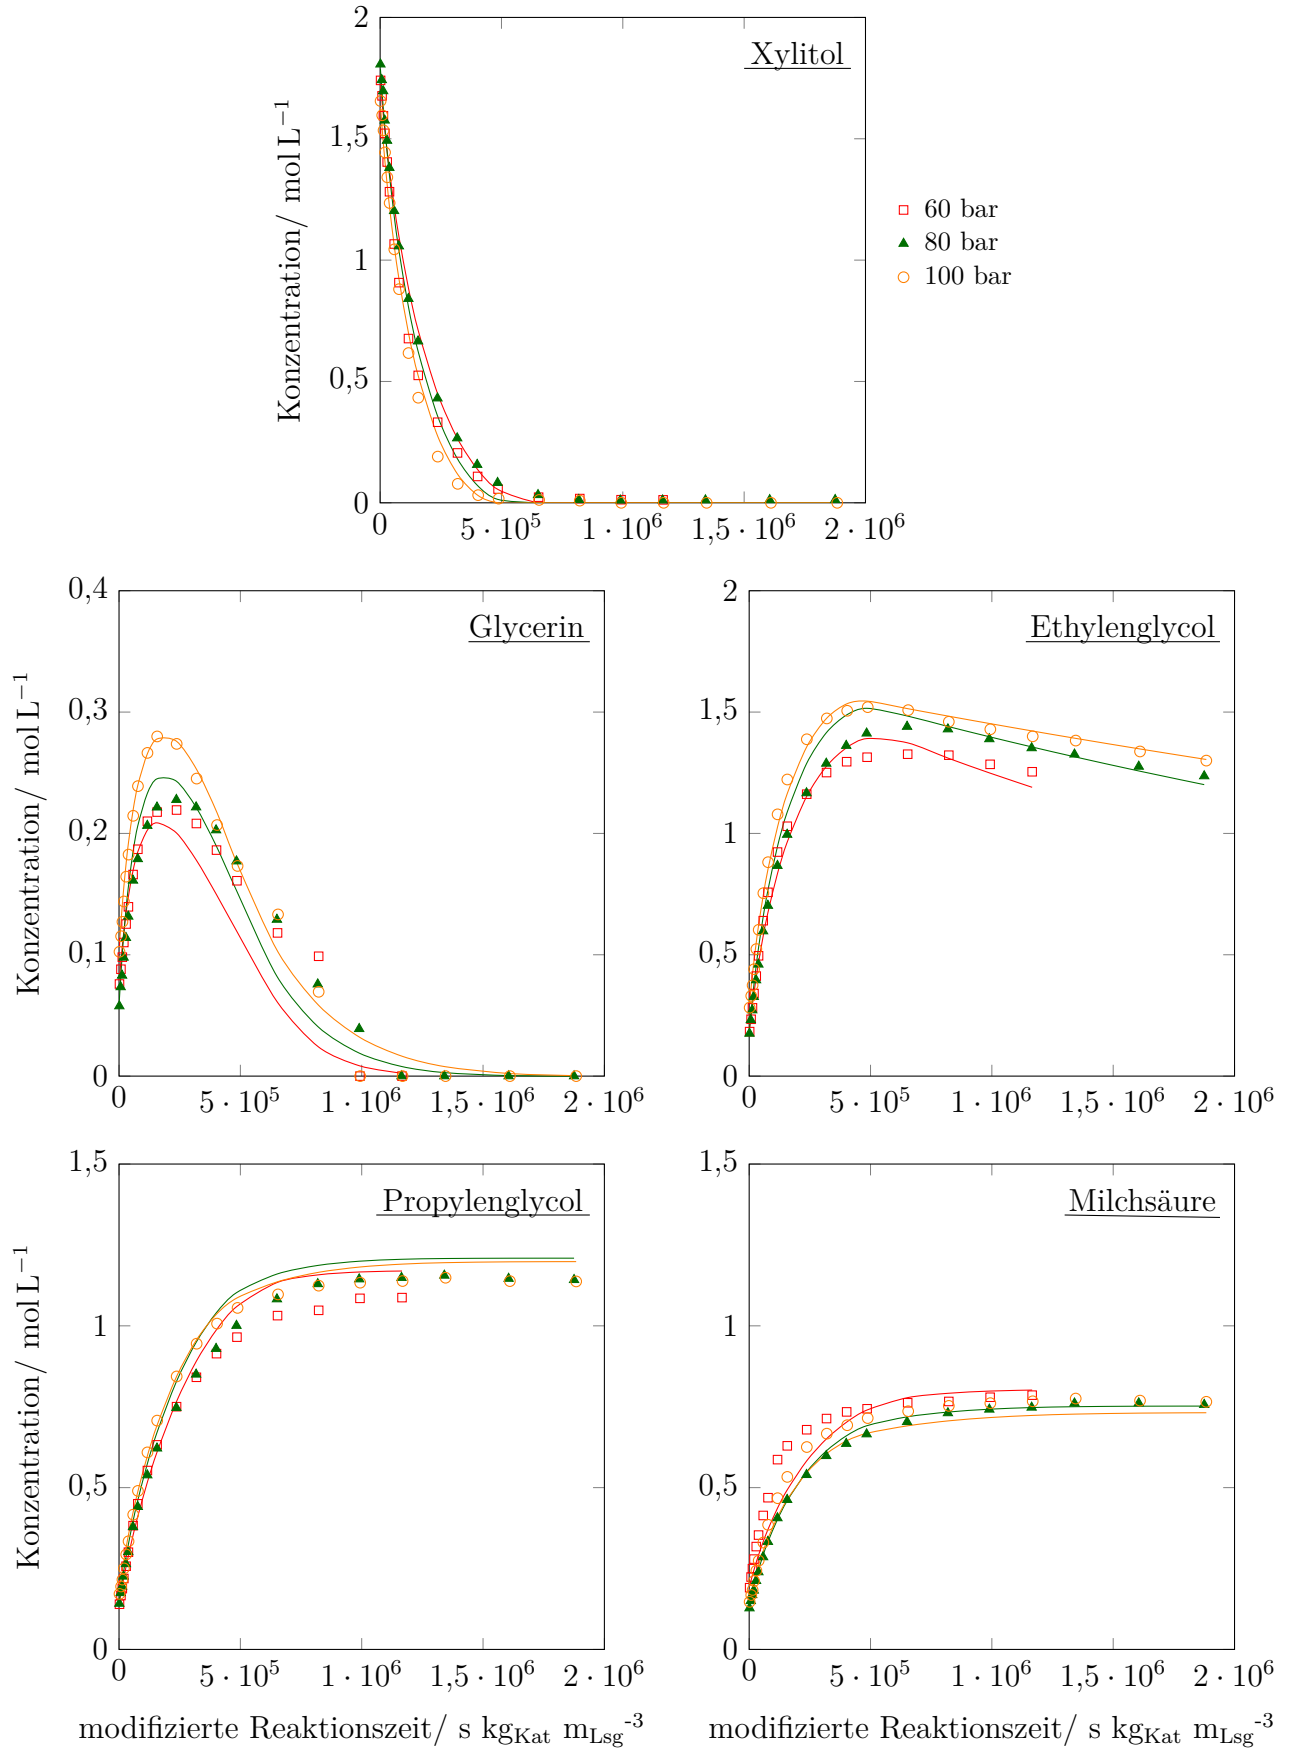 Xylitol
Konzentration/ mol L⁻¹
2
1,5
1
0,5
0
0 5 · 10⁵ 1 · 10⁶ 1,5 · 10⁶ 2 · 10⁶
60 bar
80 bar
100 bar
Glycerin
Konzentration/ mol L⁻¹
0,4
0,3
0,2
0,1
0
0 5 · 10⁵ 1 · 10⁶ 1,5 · 10⁶ 2 · 10⁶
Ethylenglycol
2
1,5
1
0,5
0
0 5 · 10⁵ 1 · 10⁶ 1,5 · 10⁶ 2 · 10⁶
Propylenglycol
Konzentration/ mol L⁻¹
1,5
1
0,5
0
0 5 · 10⁵ 1 · 10⁶ 1,5 · 10⁶ 2 · 10⁶
modifizierte Reaktionszeit/ s kg_Kat m_Lsg⁻³
Milchsäure
1,5
1
0,5
0
0 5 · 10⁵ 1 · 10⁶ 1,5 · 10⁶ 2 · 10⁶
modifizierte Reaktionszeit/ s kg_Kat m_Lsg⁻³